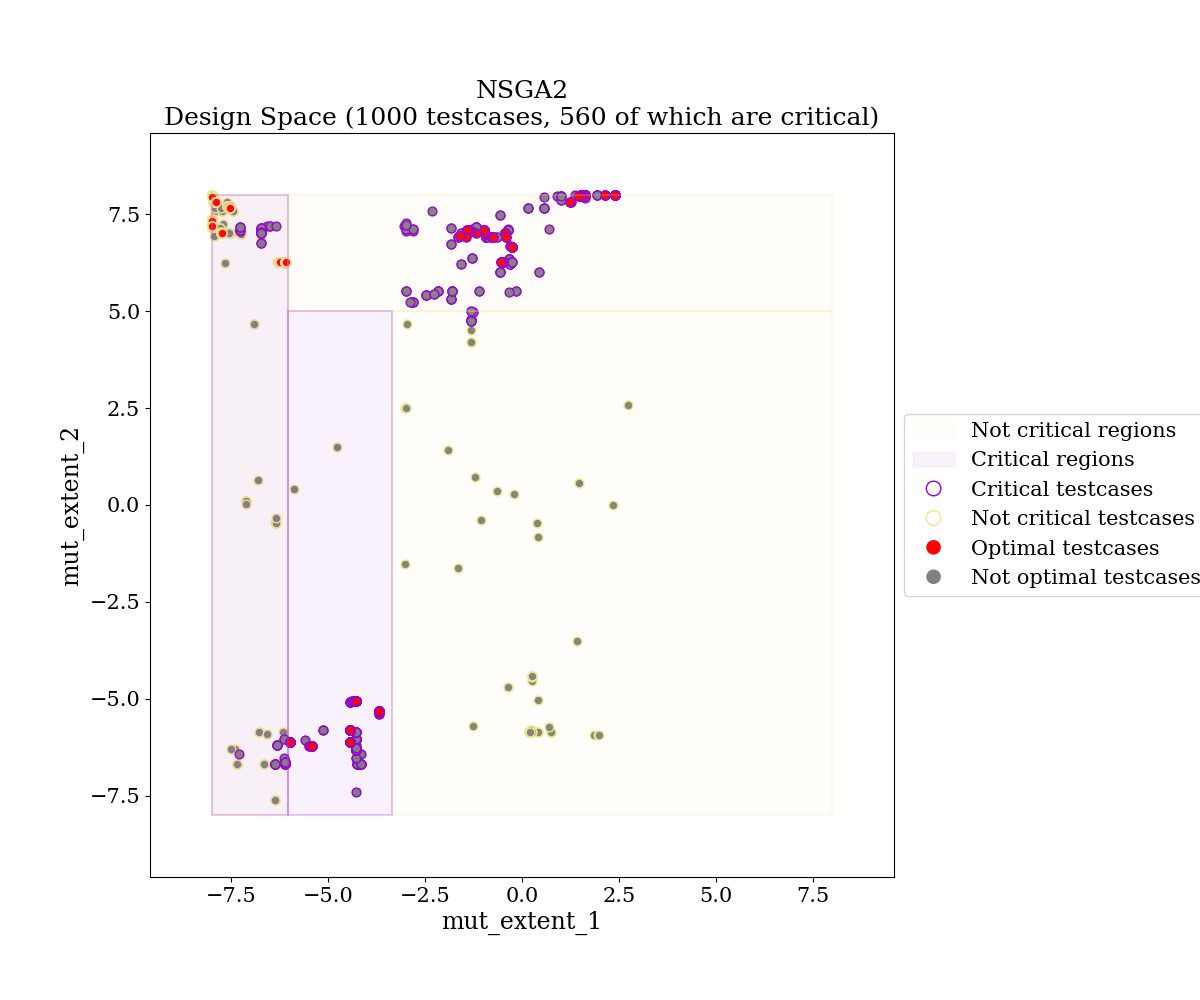 NSGA2
Design Space (1000 testcases, 560 of which are critical)
mut_extent_2
7.5
5.0
2.5
0.0
−2.5
−5.0
−7.5
−7.5
−5.0
−2.5
0.0
2.5
5.0
7.5
mut_extent_1
Not critical regions
Critical regions
Critical testcases
Not critical testcases
Optimal testcases
Not optimal testcases